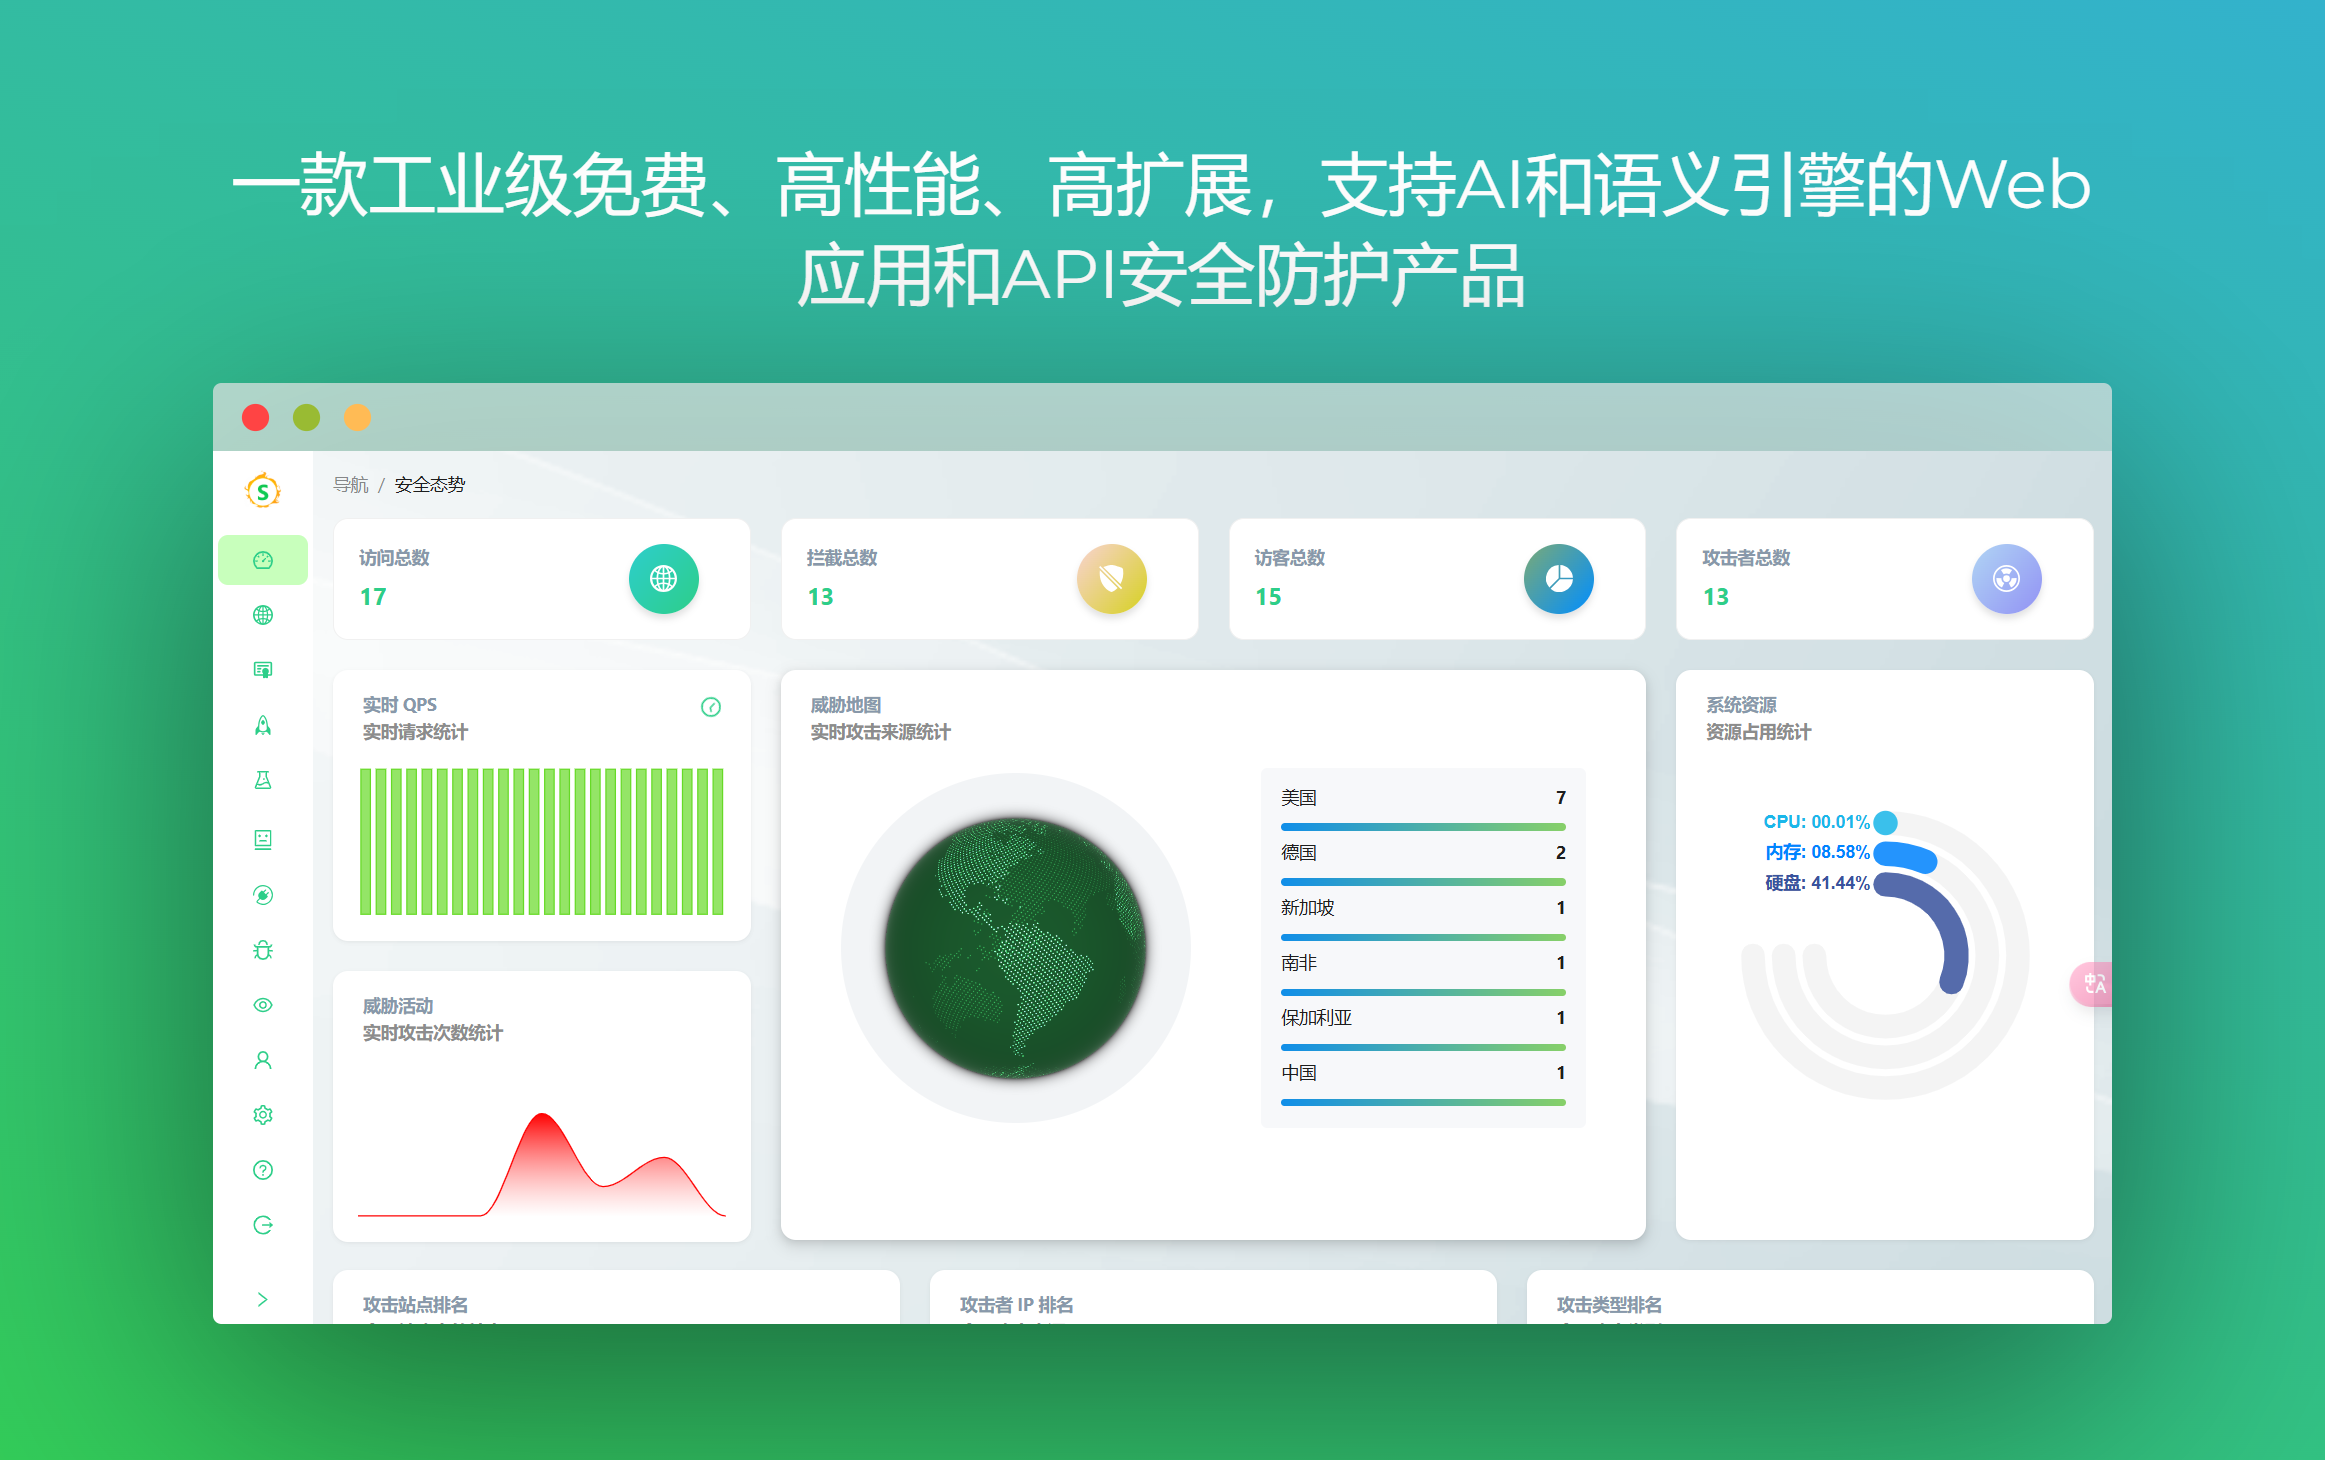 一款工业级免费、高性能、高扩展，支持AI和语义引擎的Web
应用和API安全防护产品
S
导航 / 安全态势
访问总数
17
拦截总数
13
访客总数
15
攻击者总数
13
实时 QPS
实时请求统计
威胁地图
实时攻击来源统计
美国 7
德国 2
新加坡 1
南非 1
保加利亚 1
中国 1
系统资源
资源占用统计
CPU: 00.01%
内存: 08.58%
硬盘: 41.44%
中A
威胁活动
实时攻击次数统计
攻击站点排名
攻击者 IP 排名
攻击类型排名